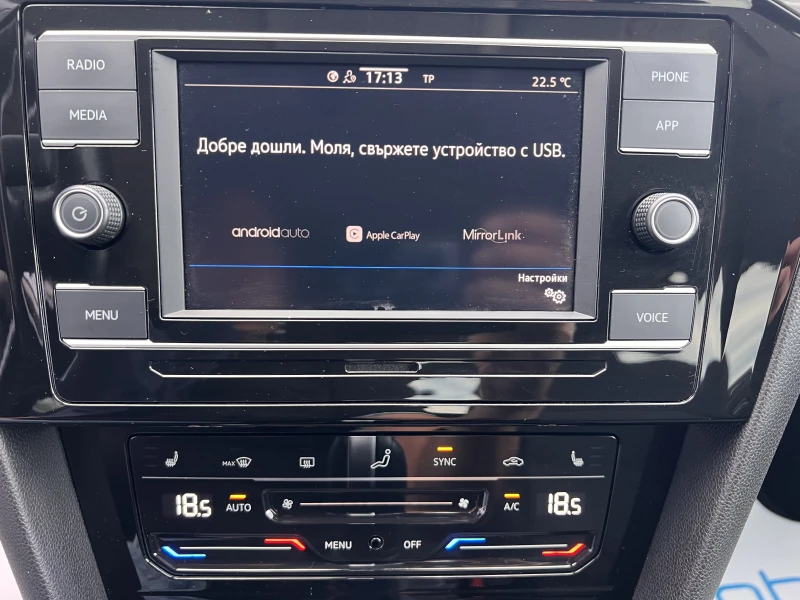 RADIO
MEDIA
MENU
17:13 TP 22.5 °C
Добре дошли. Моля, свържете устройство с USB.
androidauto Apple CarPlay MirrorLink
Настройки
PHONE
APP
VOICE
MAX SYNC
18.5 AUTO A/C 18.5
MENU OFF